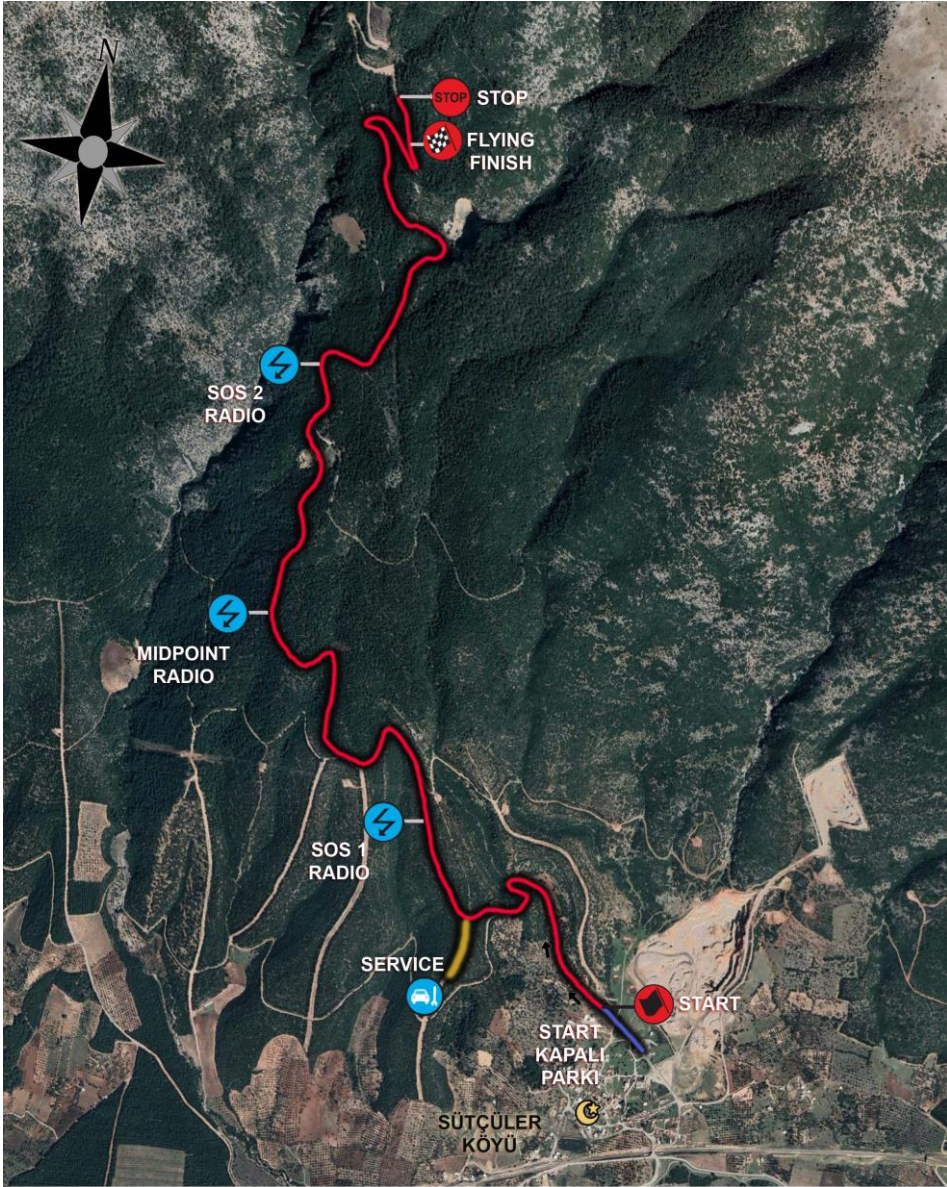 N
STOP
STOP
FLYING
FINISH
SOS 2
RADIO
MIDPOINT
RADIO
SOS 1
RADIO
SERVICE
START
START
KAPALI
PARKI
SÜTÇÜLER
KÖYÜ